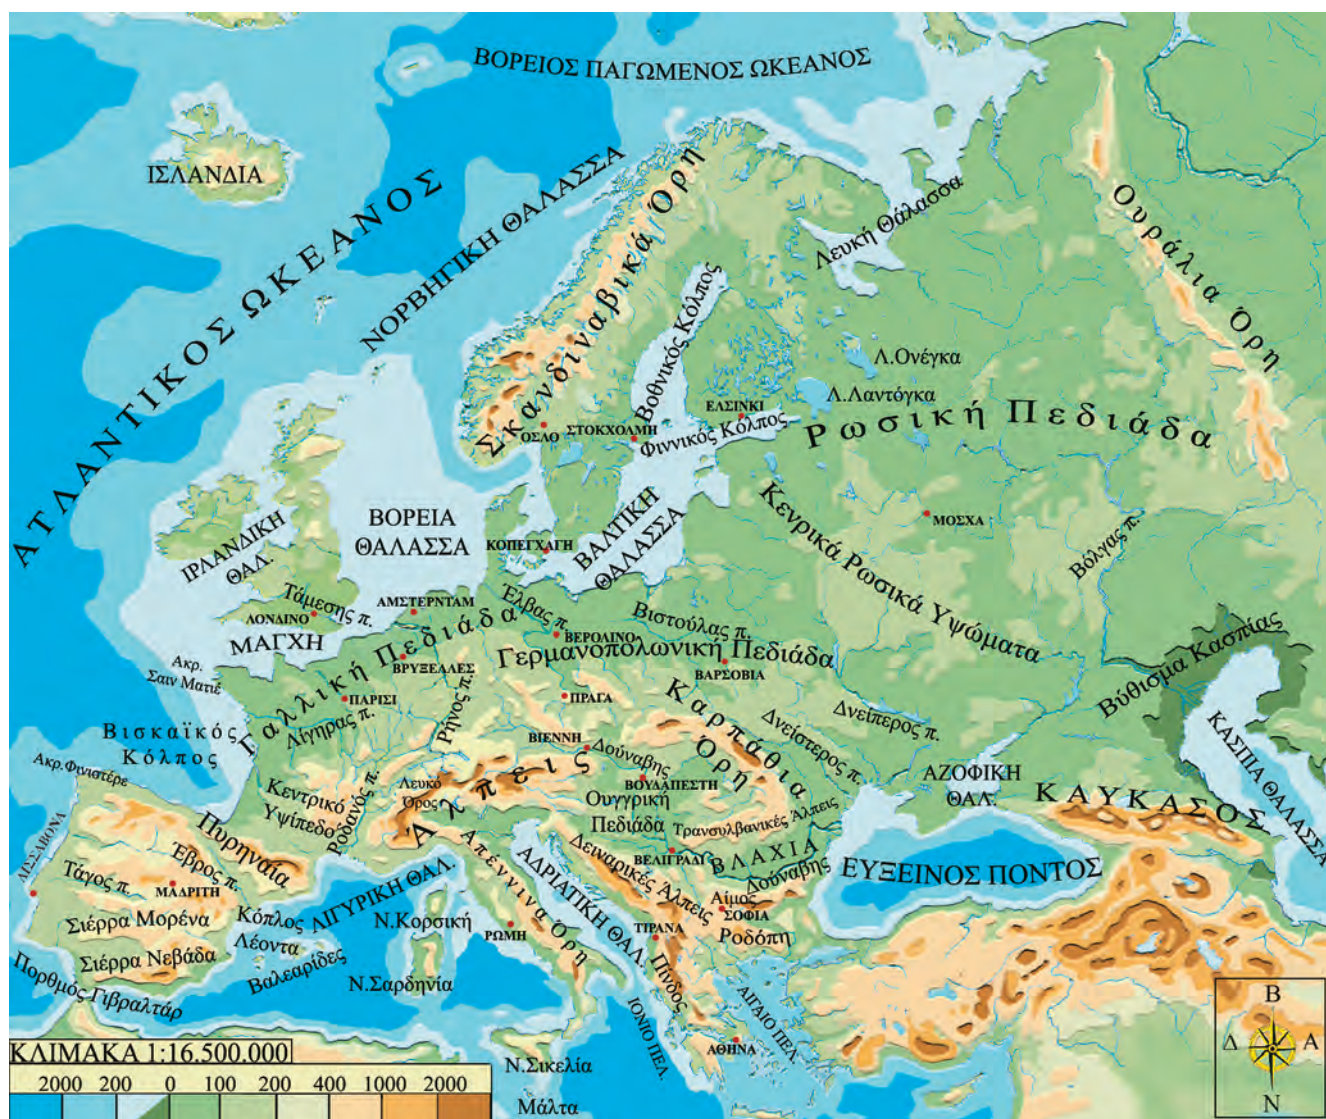 ΒΟΡΕΙΟΣ ΠΑΓΩΜΕΝΟΣ ΩΚΕΑΝΟΣ
ΙΣΛΑΝΔΙΑ
ΑΤΛΑΝΤΙΚΟΣ ΩΚΕΑΝΟΣ
ΝΟΡΒΗΓΙΚΗ ΘΑΛΑΣΣΑ
Σκανδιναβικά Όρη
Λευκή Θάλασσα
Ουράλια Όρη
Βοθνικός Κόλπος
Λ.Ονέγκα
Λ.Λαντόγκα
ΕΛΣΙΝΚΙ
Φιννικός Κόλπος
ΟΣΛΟ
ΣΤΟΚΧΟΛΜΗ
Ρωσική Πεδιάδα
ΒΟΡΕΙΑ
ΘΑΛΑΣΣΑ
ΙΡΛΑΝΔΙΚΗ
ΘΑΛ.
ΚΟΠΕΓΧΑΓΗ
ΒΑΛΤΙΚΗ
ΘΑΛΑΣΣΑ
Κενρικά Ρωσικά Υψώματα
ΜΟΣΧΑ
Βόλγας π.
Τάμεσης π.
ΛΟΝΔΙΝΟ
ΑΜΣΤΕΡΝΤΑΜ
Έλβας π.
ΒΕΡΟΛΙΝΟ
Βιστούλας π.
ΜΑΓΧΗ
Γαλλική Πεδιάδα
ΒΡΥΞΕΛΛΕΣ
Γερμανοπολωνική Πεδιάδα
ΒΑΡΣΟΒΙΑ
Βύθισμα Κασπίας
Ακρ.
Σαιν Ματιέ
ΠΑΡΙΣΙ
Λίγηρας π.
Ρήνος π.
ΠΡΑΓΑ
Καρπάθια
Όρη
Δνείστερος π.
Δνείπερος π.
Βισκαϊκός
Κόλπος
ΒΙΕΝΝΗ
Δούναβης
ΒΟΥΔΑΠΕΣΤΗ
ΑΖΟΦΙΚΗ
ΘΑΛ.
ΚΑΣΠΙΑ ΘΑΛΑΣΣΑ
Ακρ.Φινιστέρε
Κεντρικό
Υψίπεδο
Ροδανός π.
Λευκό
Όρος
Άλπεις
Ουγγρική
Πεδιάδα
Τρανσυλβανικές Άλπεις
ΚΑΥΚΑΣΟΣ
ΛΙΣΣΑΒΟΝΑ
Πυρηναία
Έβρος π.
Τάγος π.
ΜΑΔΡΙΤΗ
ΛΙΓΥΡΙΚΗ ΘΑΛ.
Απέννινα Όρη
ΑΔΡΙΑΤΙΚΗ ΘΑΛ.
Δειναρικές Άλπεις
ΒΕΛΙΓΡΑΔΙ
ΒΛΑΧΙΑ
Δούναβης
ΕΥΞΕΙΝΟΣ ΠΟΝΤΟΣ
Σιέρρα Μορένα
Κόπλος
Λέοντα
Ν.Κορσική
ΡΩΜΗ
Αίμος
ΣΟΦΙΑ
ΤΙΡΑΝΑ
Ροδόπη
Σιέρρα Νεβάδα
Βαλεαρίδες
Ν.Σαρδηνία
Πίνδος
Πορθμός Γιβραλτάρ
ΙΟΝΙΟ ΠΕΛ.
ΑΙΓΑΙΟ ΠΕΛ.
ΑΘΗΝΑ
Ν.Σικελία
Μάλτα
ΚΛΙΜΑΚΑ 1:16.500.000
2000 200 0 100 200 400 1000 2000
Β
Δ Α
Ν